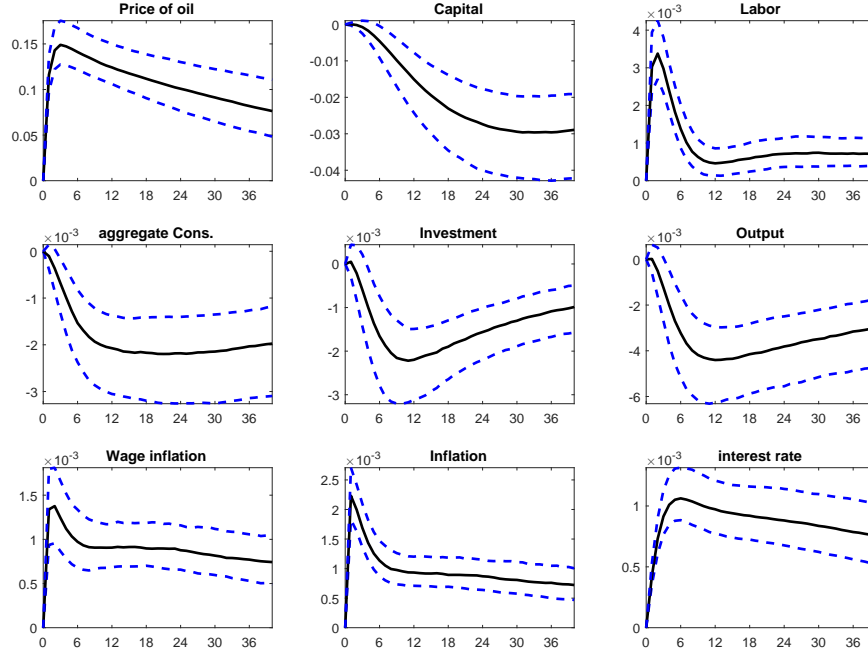 Price of oil
0.15
0.1
0.05
0
0 6 12 18 24 30 36
Capital
0
-0.01
-0.02
-0.03
-0.04
0 6 12 18 24 30 36
Labor
×10⁻³
4
3
2
1
0
0 6 12 18 24 30 36
aggregate Cons.
×10⁻³
0
-1
-2
-3
0 6 12 18 24 30 36
Investment
×10⁻³
0
-1
-2
-3
0 6 12 18 24 30 36
Output
×10⁻³
0
-2
-4
-6
0 6 12 18 24 30 36
Wage inflation
×10⁻³
1.5
1
0.5
0
0 6 12 18 24 30 36
Inflation
×10⁻³
2.5
2
1.5
1
0.5
0
0 6 12 18 24 30 36
interest rate
×10⁻³
1
0.5
0
0 6 12 18 24 30 36